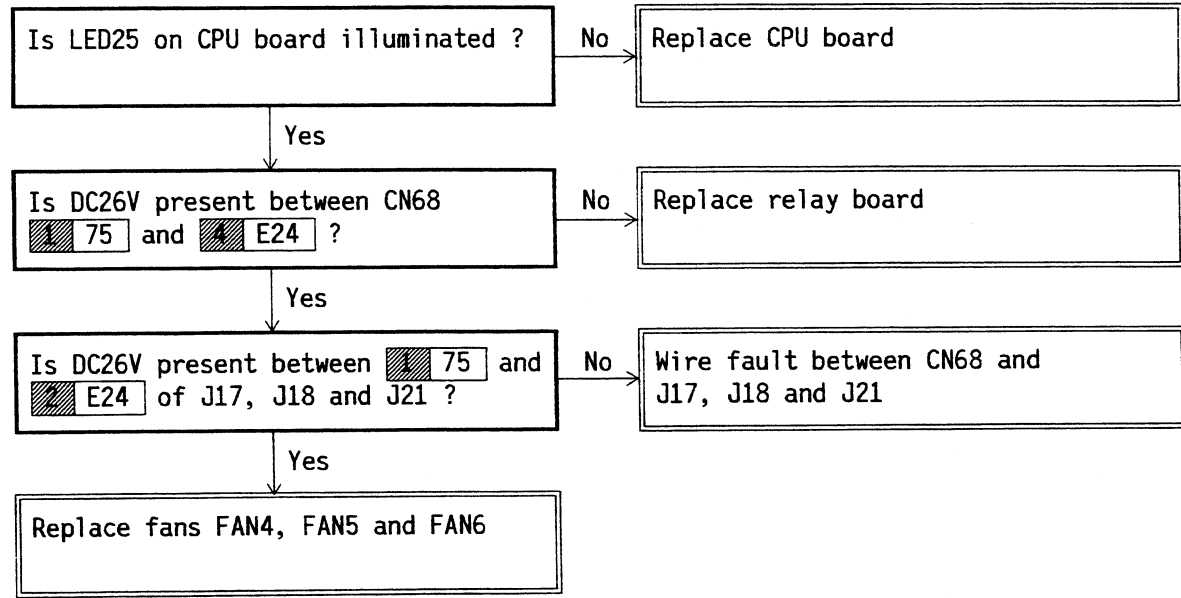 Is LED25 on CPU board illuminated ?
No
Replace CPU board
Yes
Is DC26V present between CN68
1 75 and 4 E24 ?
No
Replace relay board
Yes
Is DC26V present between 1 75 and
2 E24 of J17, J18 and J21 ?
No
Wire fault between CN68 and
J17, J18 and J21
Yes
Replace fans FAN4, FAN5 and FAN6